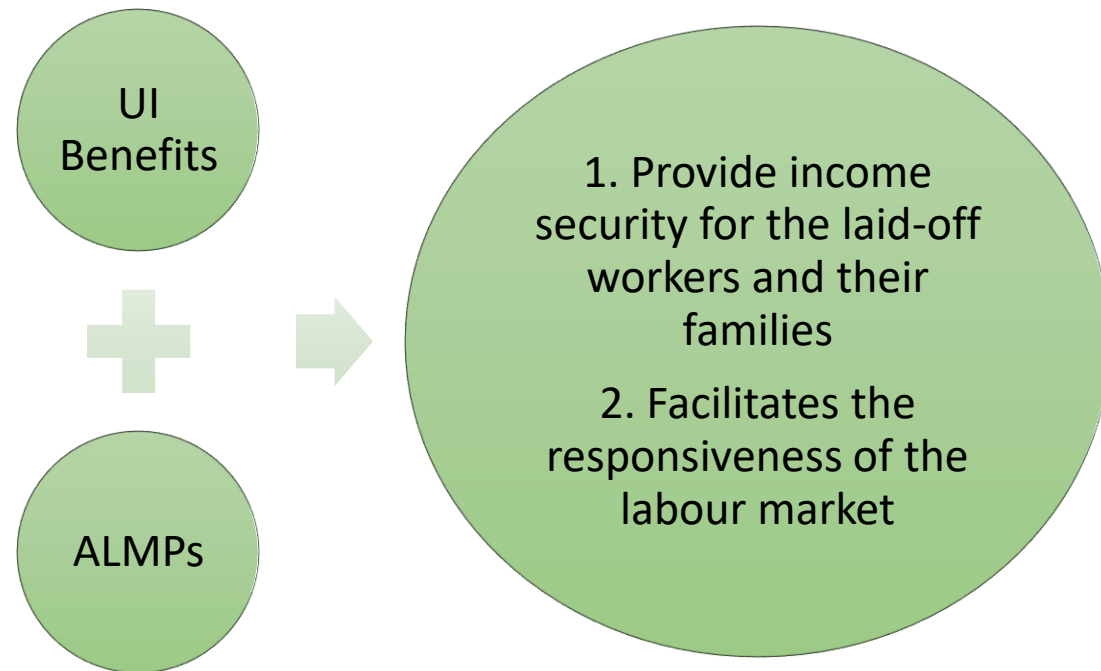 UI
Benefits
ALMPs
1. Provide income
security for the laid-off
workers and their
families
2. Facilitates the
responsiveness of the
labour market